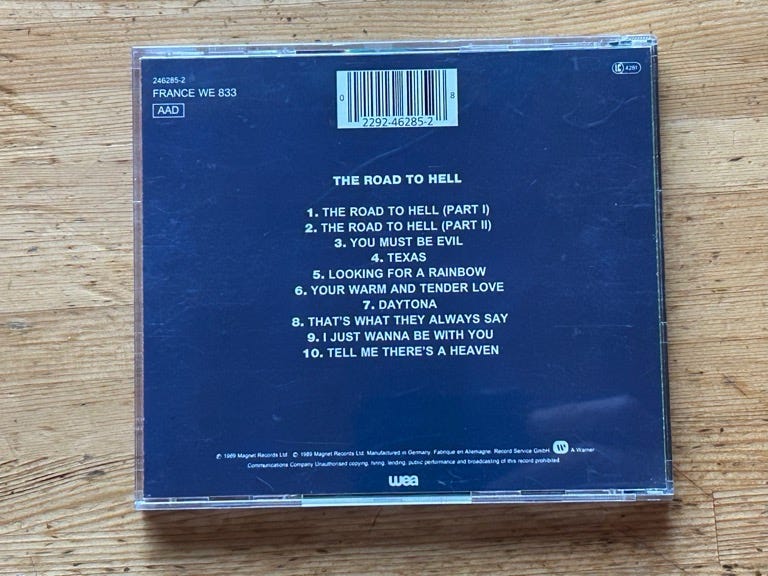 246285-2
FRANCE WE 833
AAD
0 8
2292-46285-2
LC 4281
THE ROAD TO HELL
1. THE ROAD TO HELL (PART I)
2. THE ROAD TO HELL (PART II)
3. YOU MUST BE EVIL
4. TEXAS
5. LOOKING FOR A RAINBOW
6. YOUR WARM AND TENDER LOVE
7. DAYTONA
8. THAT'S WHAT THEY ALWAYS SAY
9. I JUST WANNA BE WITH YOU
10. TELL ME THERE'S A HEAVEN
℗ 1989 Magnet Records Ltd. © 1989 Magnet Records Ltd. Manufactured in Germany. Fabriqué en Allemagne. Record Service GmbH. A Warner
Communications Company Unauthorised copying, hiring, lending, public performance and broadcasting of this record prohibited.
wea